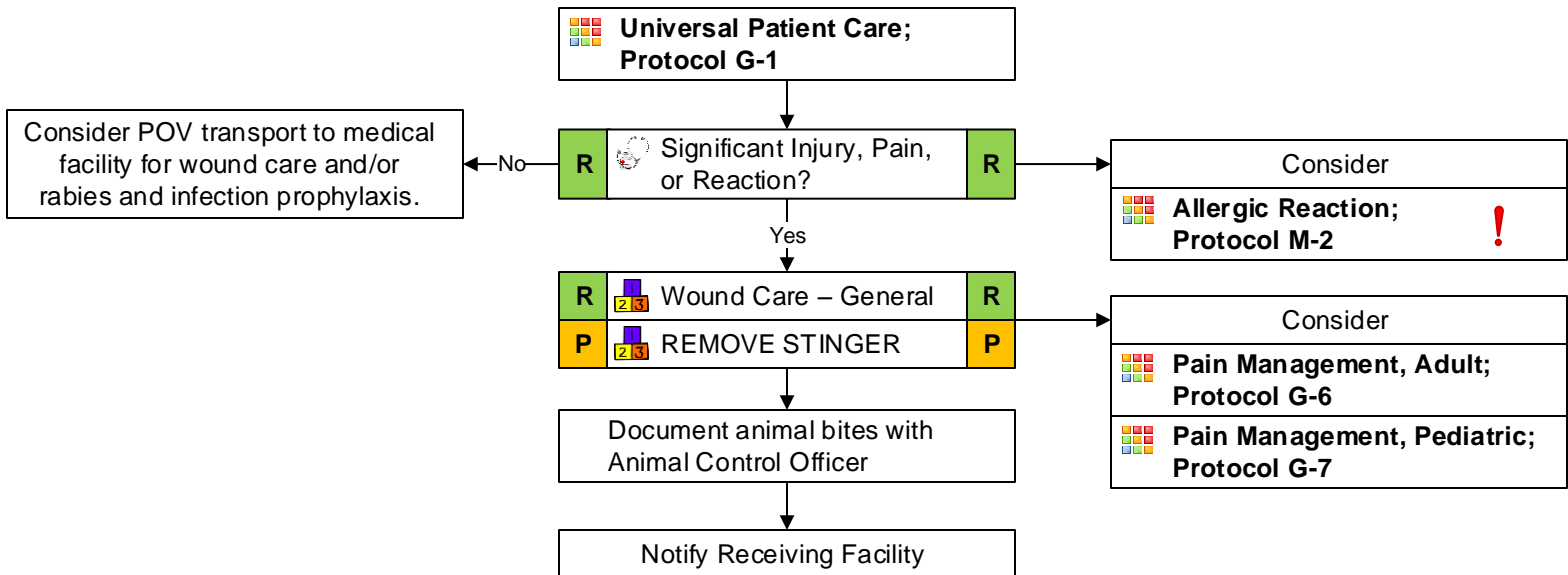 Universal Patient Care;
Protocol G-1
Consider POV transport to medical
facility for wound care and/or
rabies and infection prophylaxis.
No
R
Significant Injury, Pain,
or Reaction?
R
Consider
Allergic Reaction;
Protocol M-2
!
Yes
R
1
2 3
Wound Care – General
R
P
1
2 3
REMOVE STINGER
P
Consider
Pain Management, Adult;
Protocol G-6
Pain Management, Pediatric;
Protocol G-7
Document animal bites with
Animal Control Officer
Notify Receiving Facility